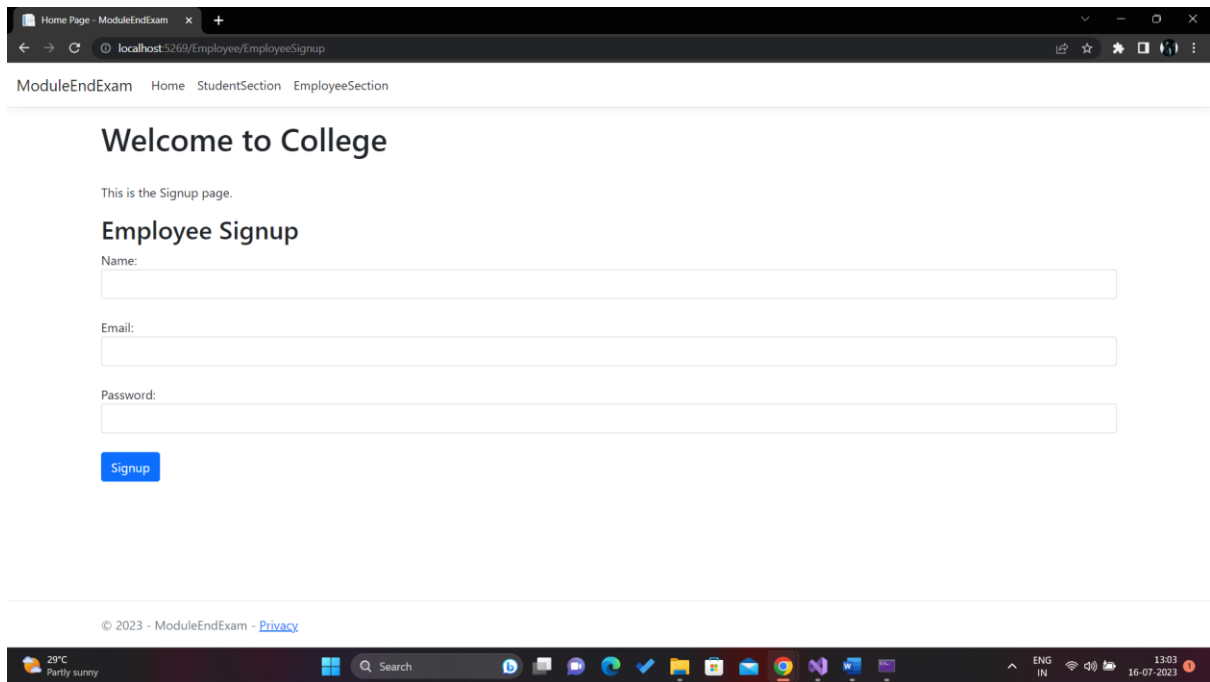 Home Page - ModuleEndExam
localhost:5269/Employee/EmployeeSignup
ModuleEndExam Home StudentSection EmployeeSection
Welcome to College
This is the Signup page.
Employee Signup
Name:
Email:
Password:
Signup
© 2023 - ModuleEndExam - Privacy
29°C
Partly sunny
Search
ENG
IN
13:03
16-07-2023
1